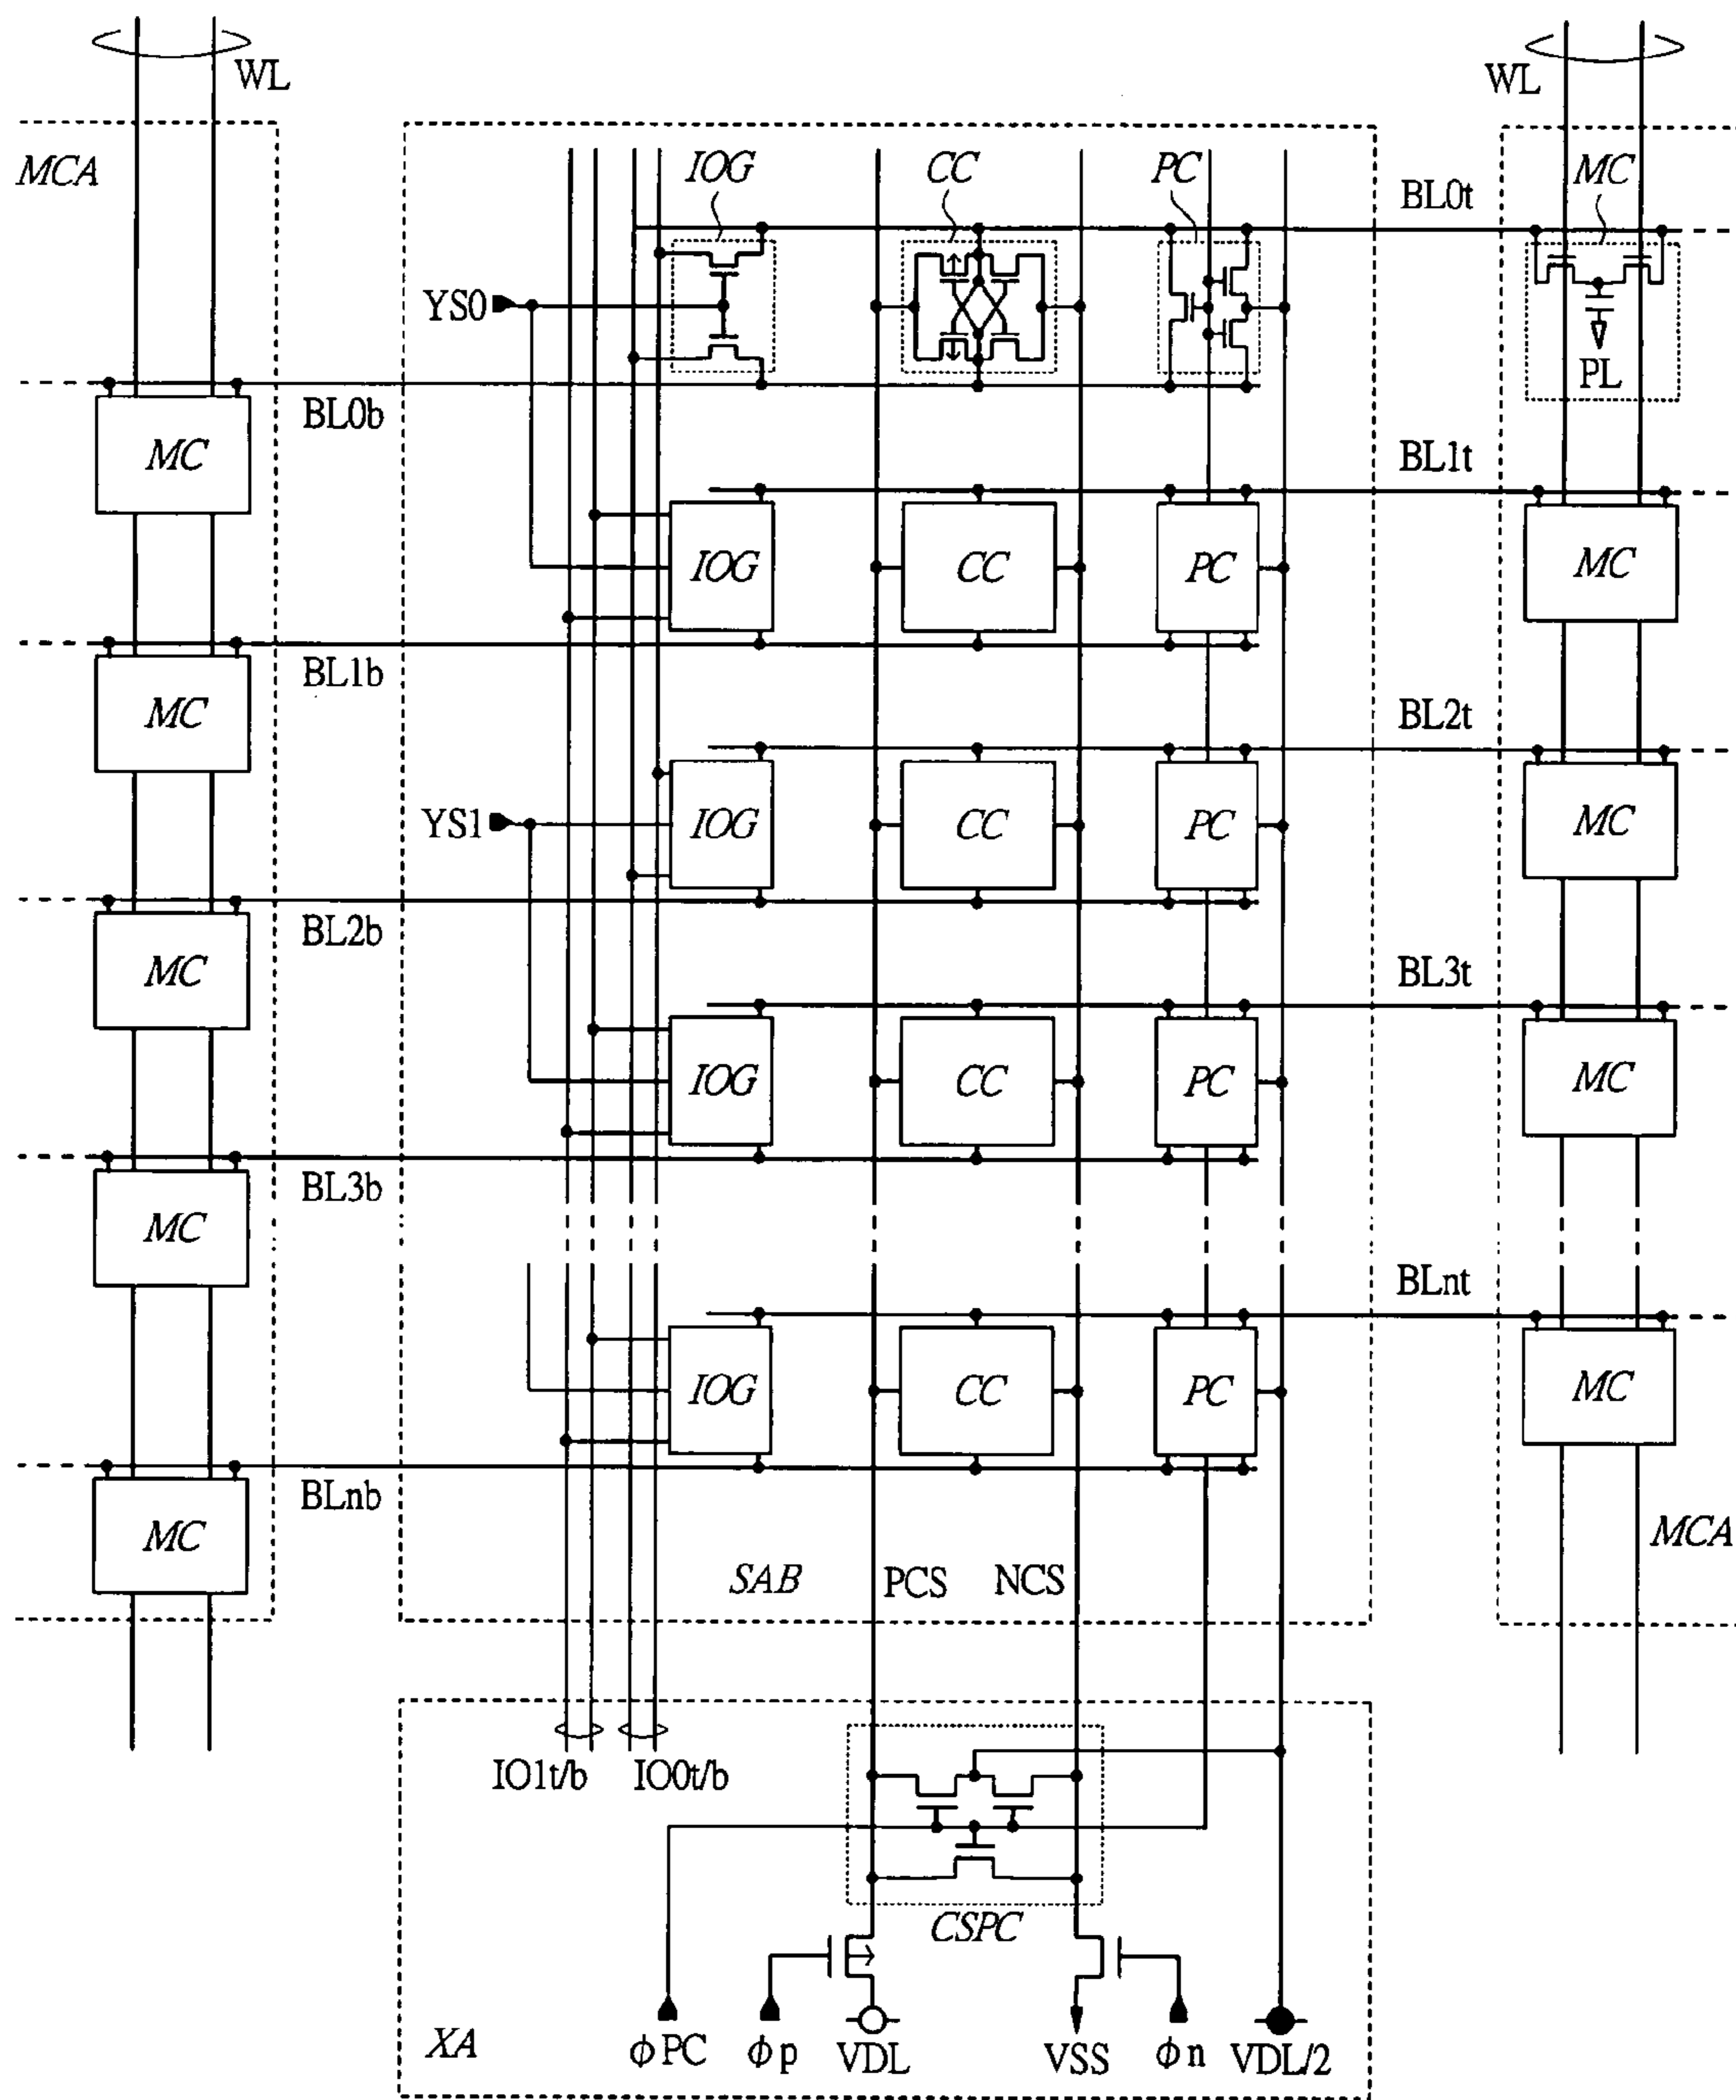 WL
WL
MCA
IOG
CC
PC
BL0t
MC
YS0
PL
BL0b
MC
BL1t
IOG
CC
PC
MC
BL1b
MC
BL2t
YS1
IOG
CC
PC
MC
BL2b
MC
BL3t
IOG
CC
PC
MC
BL3b
MC
BLnt
IOG
CC
PC
MC
BLnb
MC
MCA
SAB
PCS
NCS
IO1t/b
IO0t/b
CSPC
XA
ϕPC
ϕp
VDL
VSS
ϕn
VDL/2